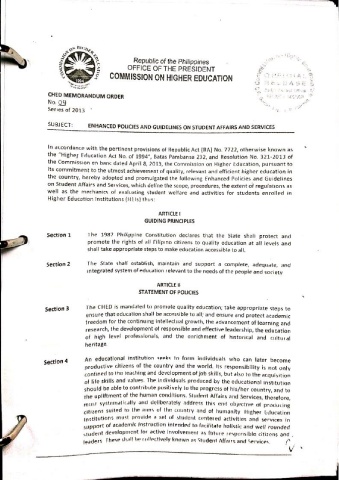 Republic of the Philippines
OFFICE OF THE PRESIDENT
COMMISSION ON HIGHER EDUCATION
OFFICIAL
RELEASE
CHED MEMORANDUM ORDER
No. 09
Series of 2013
SUBJECT: ENHANCED POLICIES AND GUIDELINES ON STUDENT AFFAIRS AND SERVICES
In accordance with the pertinent provisions of Republic Act (RA) No. 7722, otherwise known as
the "Higher Education Act of 1994", Batas Pambansa 232, and Resolution No. 321-2013 of
the Commission en banc dated April 8, 2013, the Commission on Higher Education, pursuant to
its commitment to the utmost achievement of quality, relevant and efficient higher education in
the country, hereby adopted and promulgated the following Enhanced Policies and Guidelines
on Student Affairs and Services, which define the scope, procedures, the extent of regulations as
well as the mechanics of evaluating student welfare and activities for students enrolled in
Higher Education Institutions (HEIs) thus:
ARTICLE I
GUIDING PRINCIPLES
Section 1 The 1987 Philippine Constitution declares that the State shall protect and
promote the rights of all Filipino citizens to quality education at all levels and
shall take appropriate steps to make education accessible to all.
Section 2 The State shall establish, maintain and support a complete, adequate, and
integrated system of education relevant to the needs of the people and society
ARTICLE II
STATEMENT OF POLICIES
Section 3 The CHED is mandated to promote quality education; take appropriate steps to
ensure that education shall be accessible to all; and ensure and protect academic
freedom for the continuing intellectual growth, the advancement of learning and
research, the development of responsible and effective leadership, the education
of high level professionals, and the enrichment of historical and cultural
heritage.
Section 4 An educational institution seeks to form individuals who can later become
productive citizens of the country and the world. Its responsibility is not only
confined to the teaching and development of job skills, but also to the acquisition
of life skills and values. The individuals produced by the educational institution
should be able to contribute positively to the progress of his/her country, and to
the upliftment of the human conditions. Student Affairs and Services, therefore,
must systematically and deliberately address this end objective of producing
citizens suited to the aims of the country and of humanity. Higher Education
Institutions must provide a set of student centered activities and services in
support of academic instruction intended to facilitate holistic and well rounded
student development for active involvement as future responsible citizens and
leaders. These shall be collectively known as Student Affairs and Services.